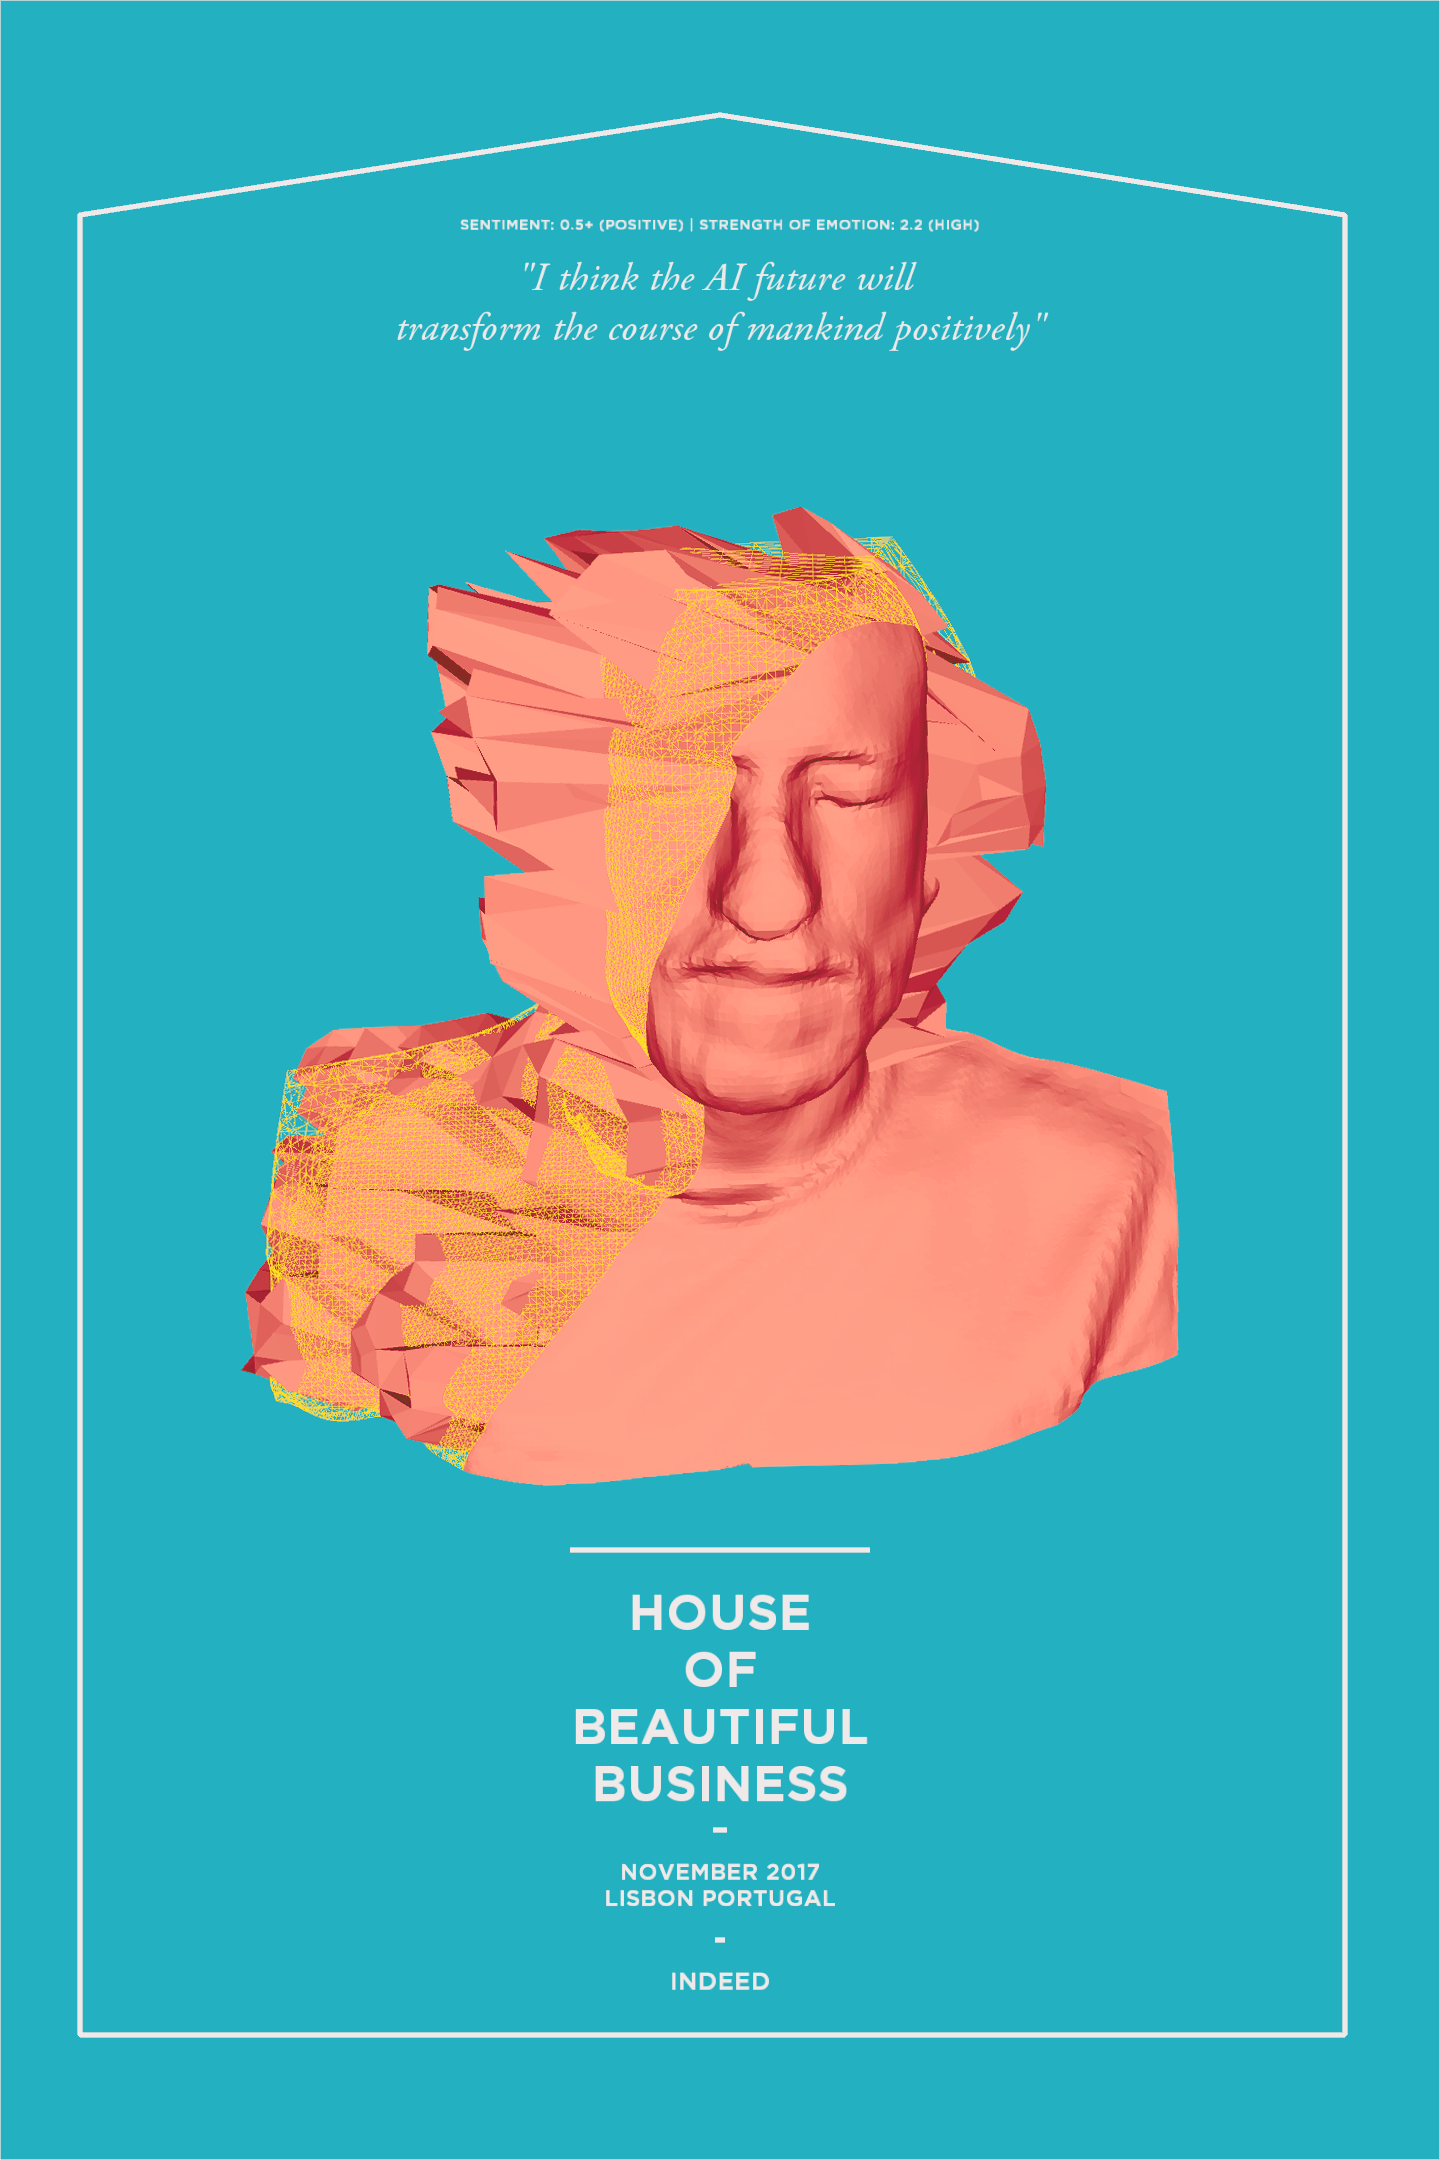 SENTIMENT: 0.5+ (POSITIVE) | STRENGTH OF EMOTION: 2.2 (HIGH)
"I think the AI future will
transform the course of mankind positively"
HOUSE
OF
BEAUTIFUL
BUSINESS
-
NOVEMBER 2017
LISBON PORTUGAL
-
INDEED